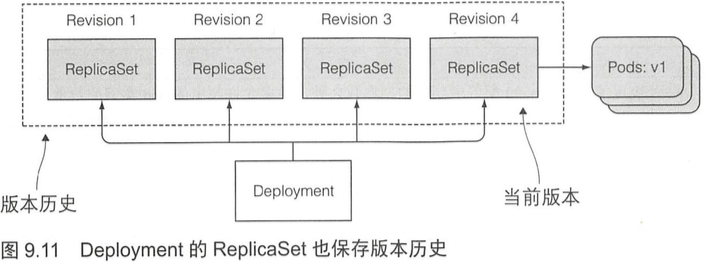 Revision 1
Revision 2
Revision 3
Revision 4
ReplicaSet
ReplicaSet
ReplicaSet
ReplicaSet
Pods: v1
Deployment
版本历史
当前版本
图 9.11 Deployment 的 ReplicaSet 也保存版本历史